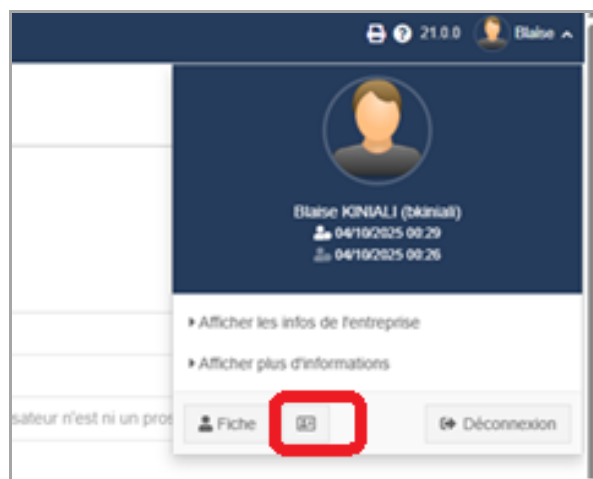 21.0.0 Blaise
Blaise KINIALI (bkiniali)
04/10/2025 00:29
04/10/2025 00:26
Afficher les infos de l'entreprise
Afficher plus d'informations
sateur n'est ni un pros
Fiche
Déconnexion